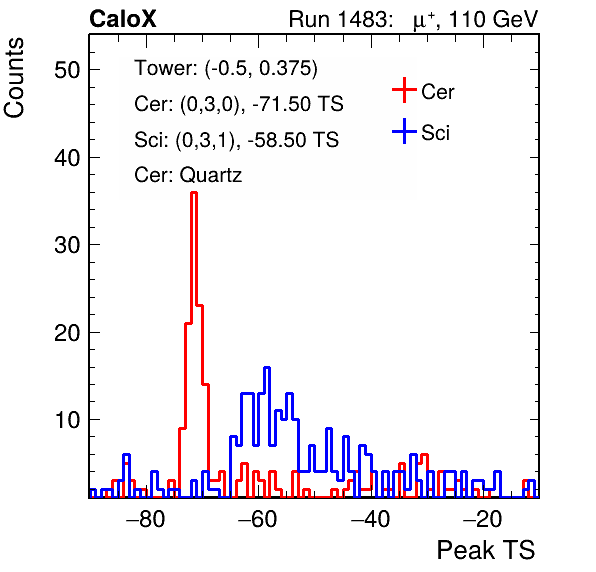 CaloX Run 1483: μ⁺, 110 GeV
Counts
Tower: (-0.5, 0.375)
Cer: (0,3,0), -71.50 TS
Sci: (0,3,1), -58.50 TS
Cer: Quartz
Cer
Sci
50
40
30
20
10
−80 −60 −40 −20
Peak TS